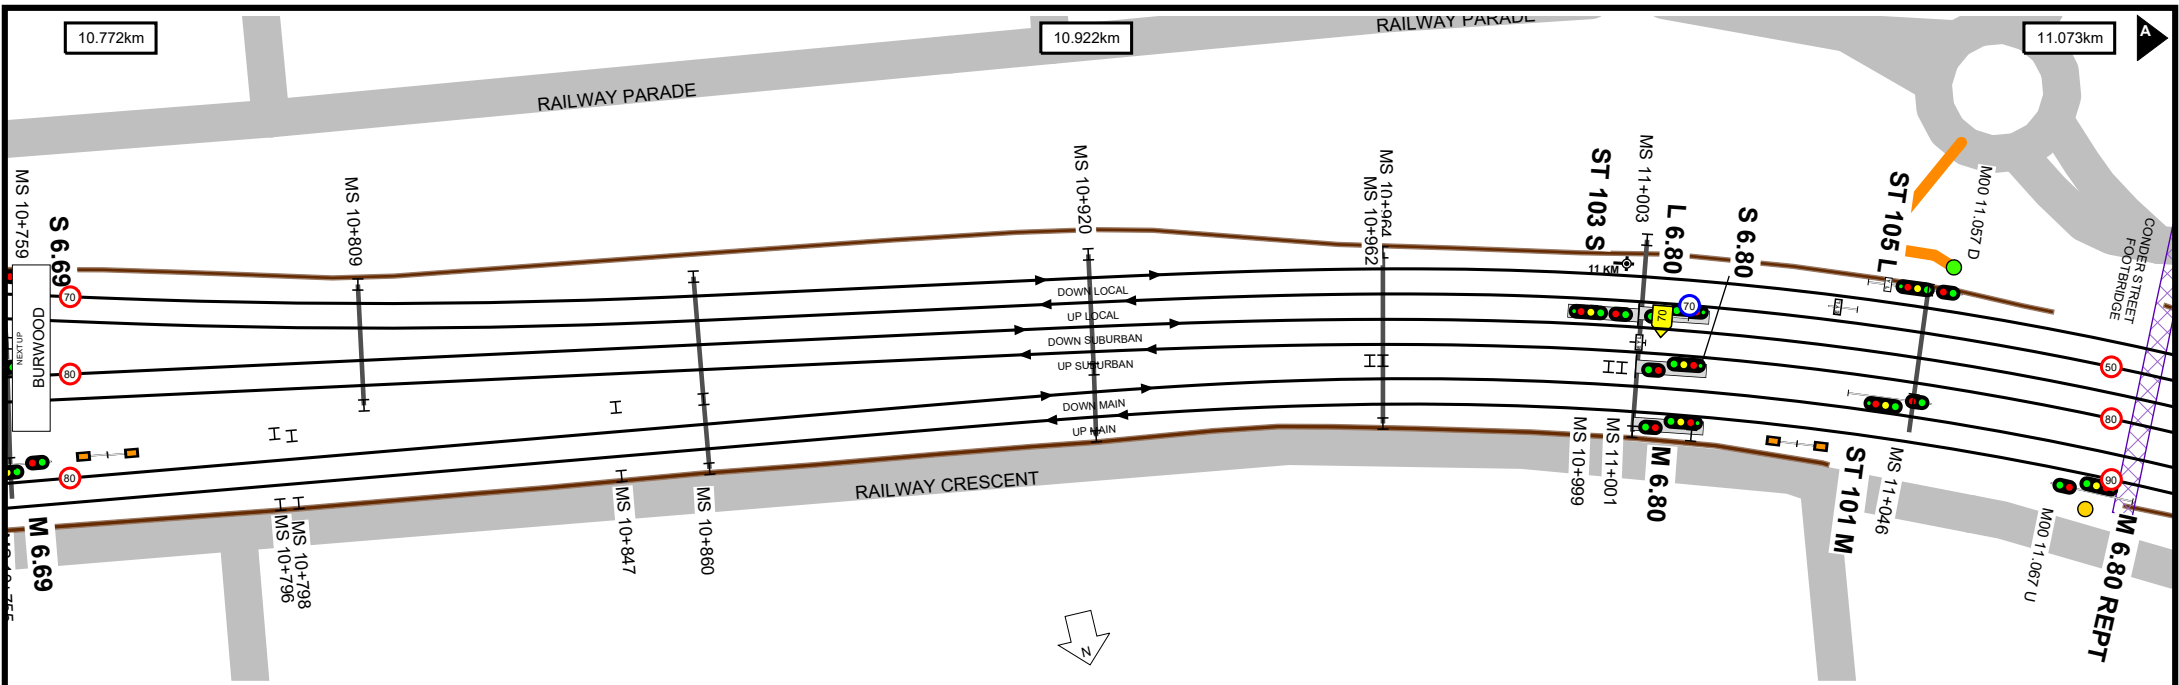 10.772km
10.922km
11.073km
A
RAILWAY PARADE
RAILWAY PARADE
MS 10+759
S 6.69
MS 10+809
MS 10+920
MS 10+964
MS 10+962
ST 103 S
MS 11+003
L 6.80
S 6.80
ST 105 L
M00 11.057 D
CONDER STREET
FOOTBRIDGE
11 KM
70
80
80
NEXT UP
BURWOOD
DOWN LOCAL
UP LOCAL
DOWN SUBURBAN
UP SUBURBAN
DOWN MAIN
UP MAIN
70
70
50
80
90
RAILWAY CRESCENT
M 6.69
MS 10+796
MS 10+798
MS 10+847
MS 10+860
MS 10+999
MS 11+001
M 6.80
ST 101 M
MS 11+046
M00 11.067 U
M 6.80 REPT
N